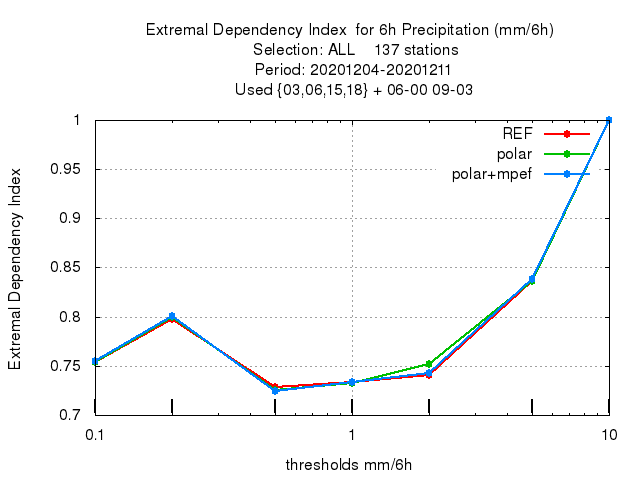 Extremal Dependency Index  for 6h Precipitation (mm/6h)
Selection: ALL    137 stations
Period: 20201204-20201211
Used {03,06,15,18} + 06-00 09-03
REF
polar
polar+mpef
Extremal Dependency Index
1
0.95
0.9
0.85
0.8
0.75
0.7
0.1
1
10
thresholds mm/6h